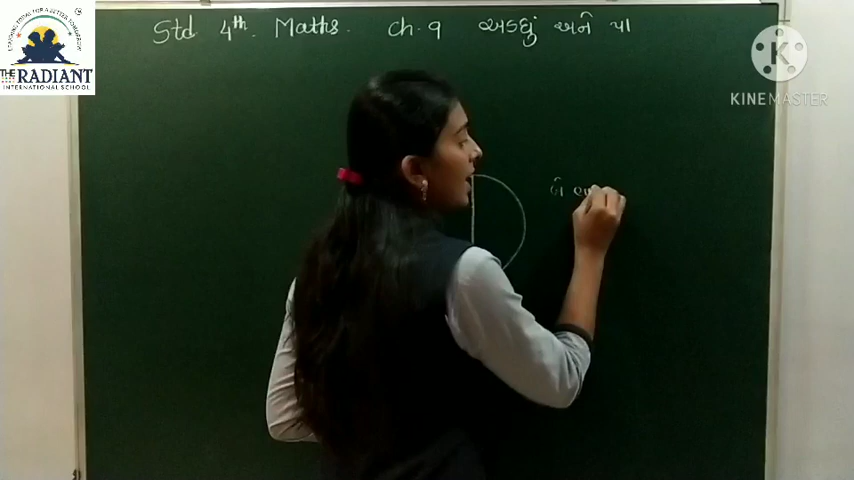 Std 4th. Maths. Ch-9 અડધું અને પા
બે
KINEMASTER
THE RADIANT
INTERNATIONAL SCHOOL